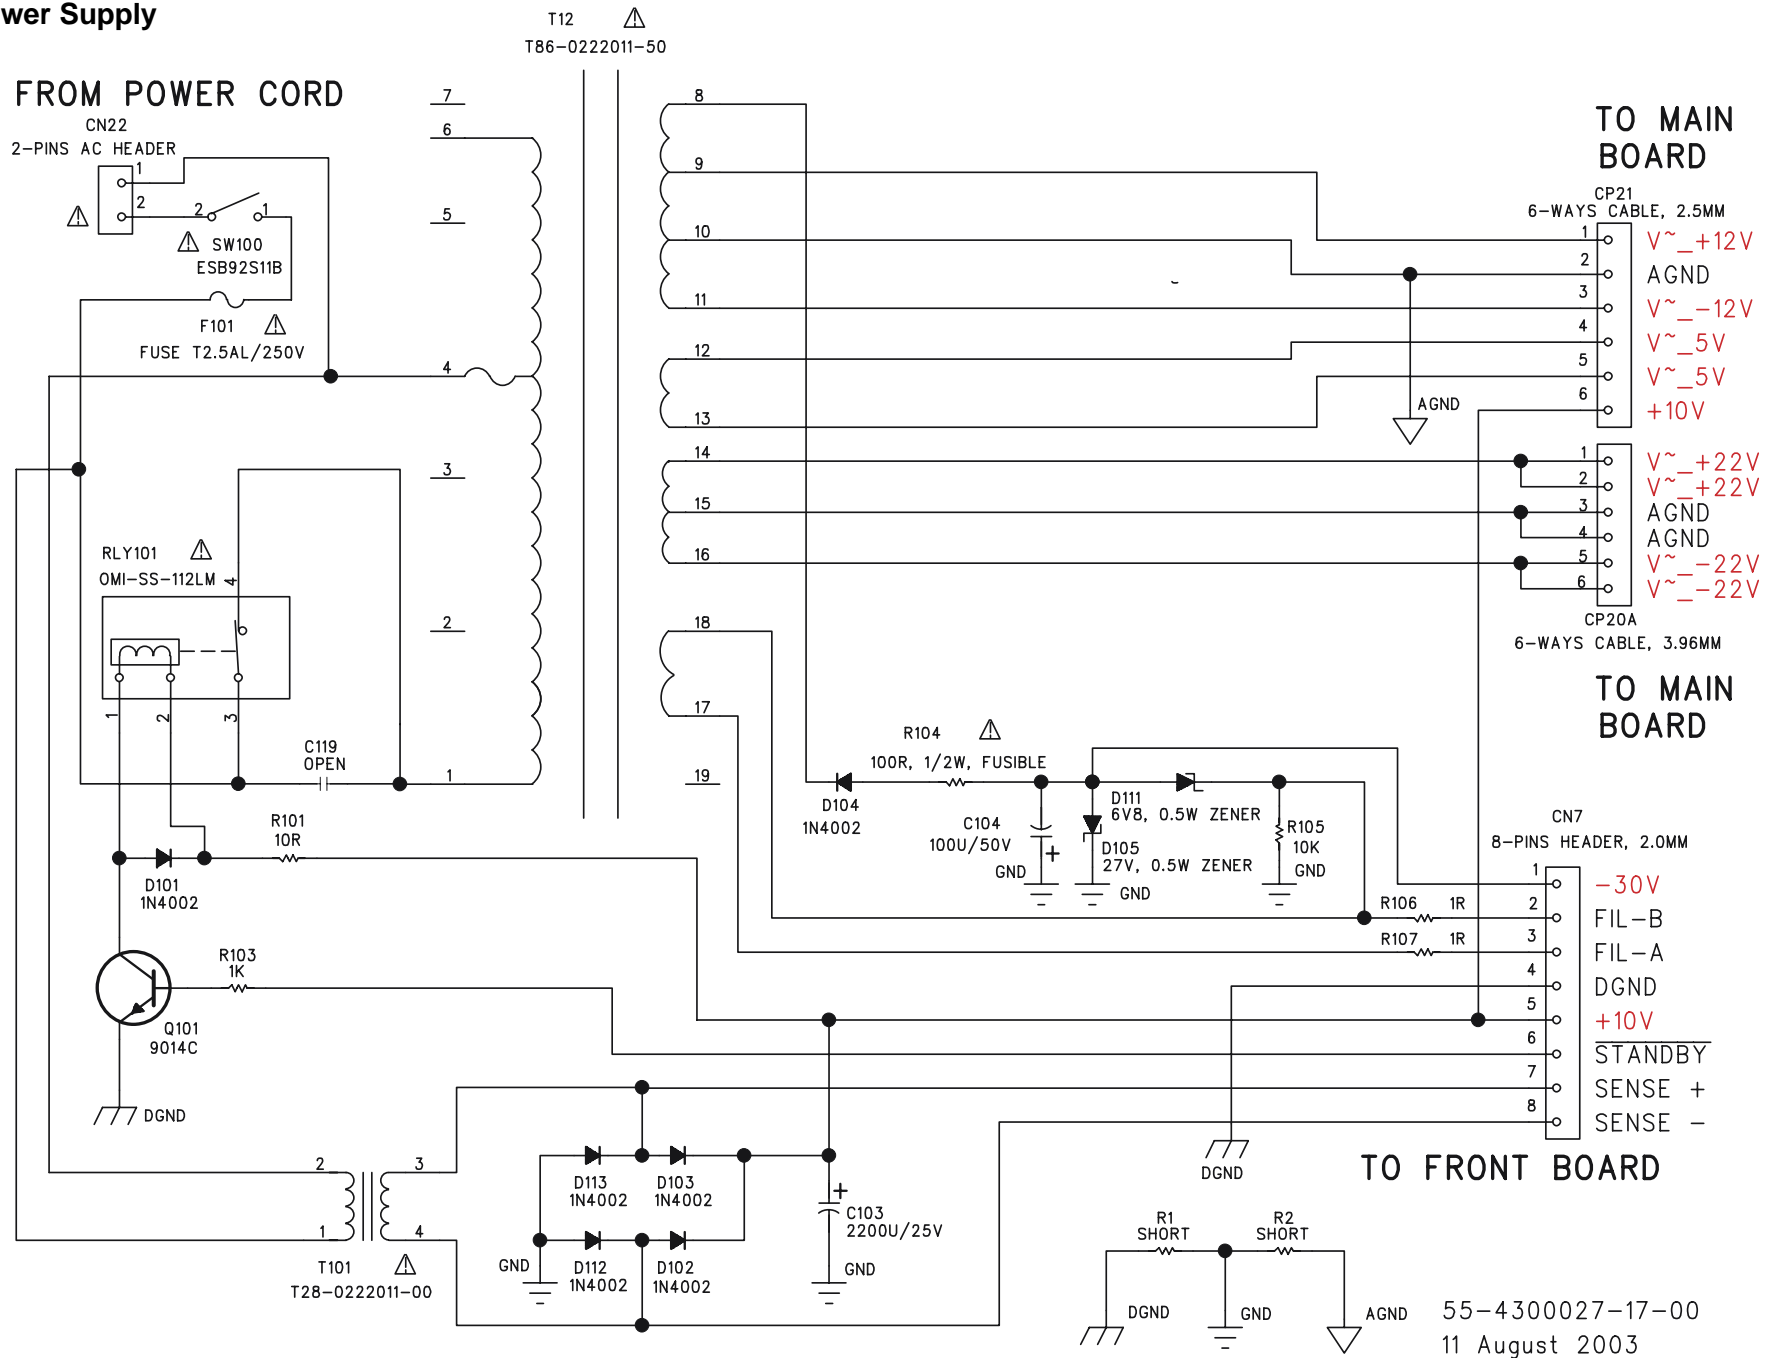 wer Supply
T12
T86-0222011-50
FROM POWER CORD
CN22
2-PINS AC HEADER
1
2
2
1
SW100
ESB92S11B
F101
FUSE T2.5AL/250V
7
6
5
4
3
2
1
8
9
10
11
12
13
14
15
16
18
17
19
TO MAIN
BOARD
CP21
6-WAYS CABLE, 2.5MM
1 V~_+12V
2 AGND
3 V~_-12V
4 V~_5V
5 V~_5V
6 +10V
AGND
1 V~_+22V
2 V~_+22V
3 AGND
4 AGND
5 V~_-22V
6 V~_-22V
CP20A
6-WAYS CABLE, 3.96MM
TO MAIN
BOARD
RLY101
OMI-SS-112LM
4
1
2
3
C119
OPEN
R101
10R
D101
1N4002
R103
1K
Q101
9014C
DGND
R104
100R, 1/2W, FUSIBLE
D104
1N4002
C104
100U/50V
+
GND
D111
6V8, 0.5W ZENER
D105
27V, 0.5W ZENER
GND
R105
10K
GND
R106 1R
R107 1R
CN7
8-PINS HEADER, 2.0MM
1 -30V
2 FIL-B
3 FIL-A
4 DGND
5 +10V
6 STANDBY
7 SENSE +
8 SENSE -
DGND
TO FRONT BOARD
2
1
3
4
T101
T28-0222011-00
D113
1N4002
D103
1N4002
D112
1N4002
D102
1N4002
GND
+
C103
2200U/25V
GND
R1
SHORT
R2
SHORT
DGND
GND
AGND
55-4300027-17-00
11 August 2003